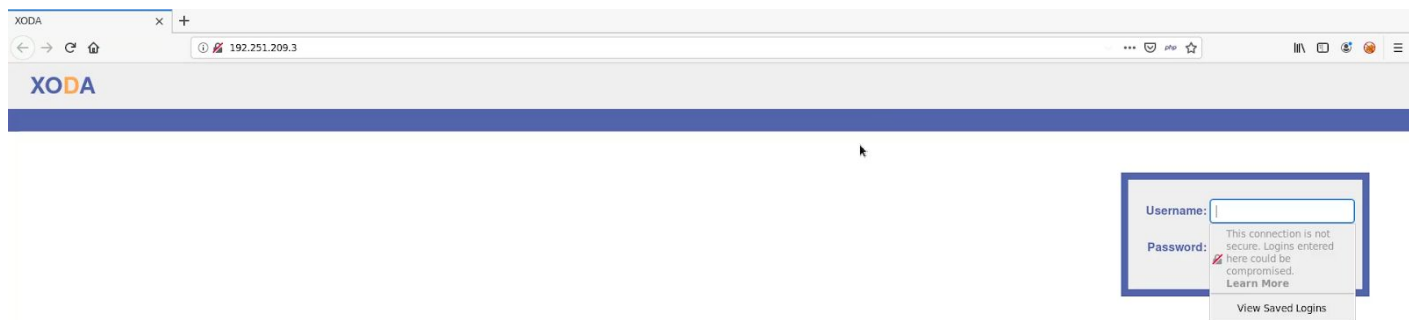 XODA
192.251.209.3
php
XODA
Username:
Password:
This connection is not
secure. Logins entered
here could be
compromised.
Learn More
View Saved Logins